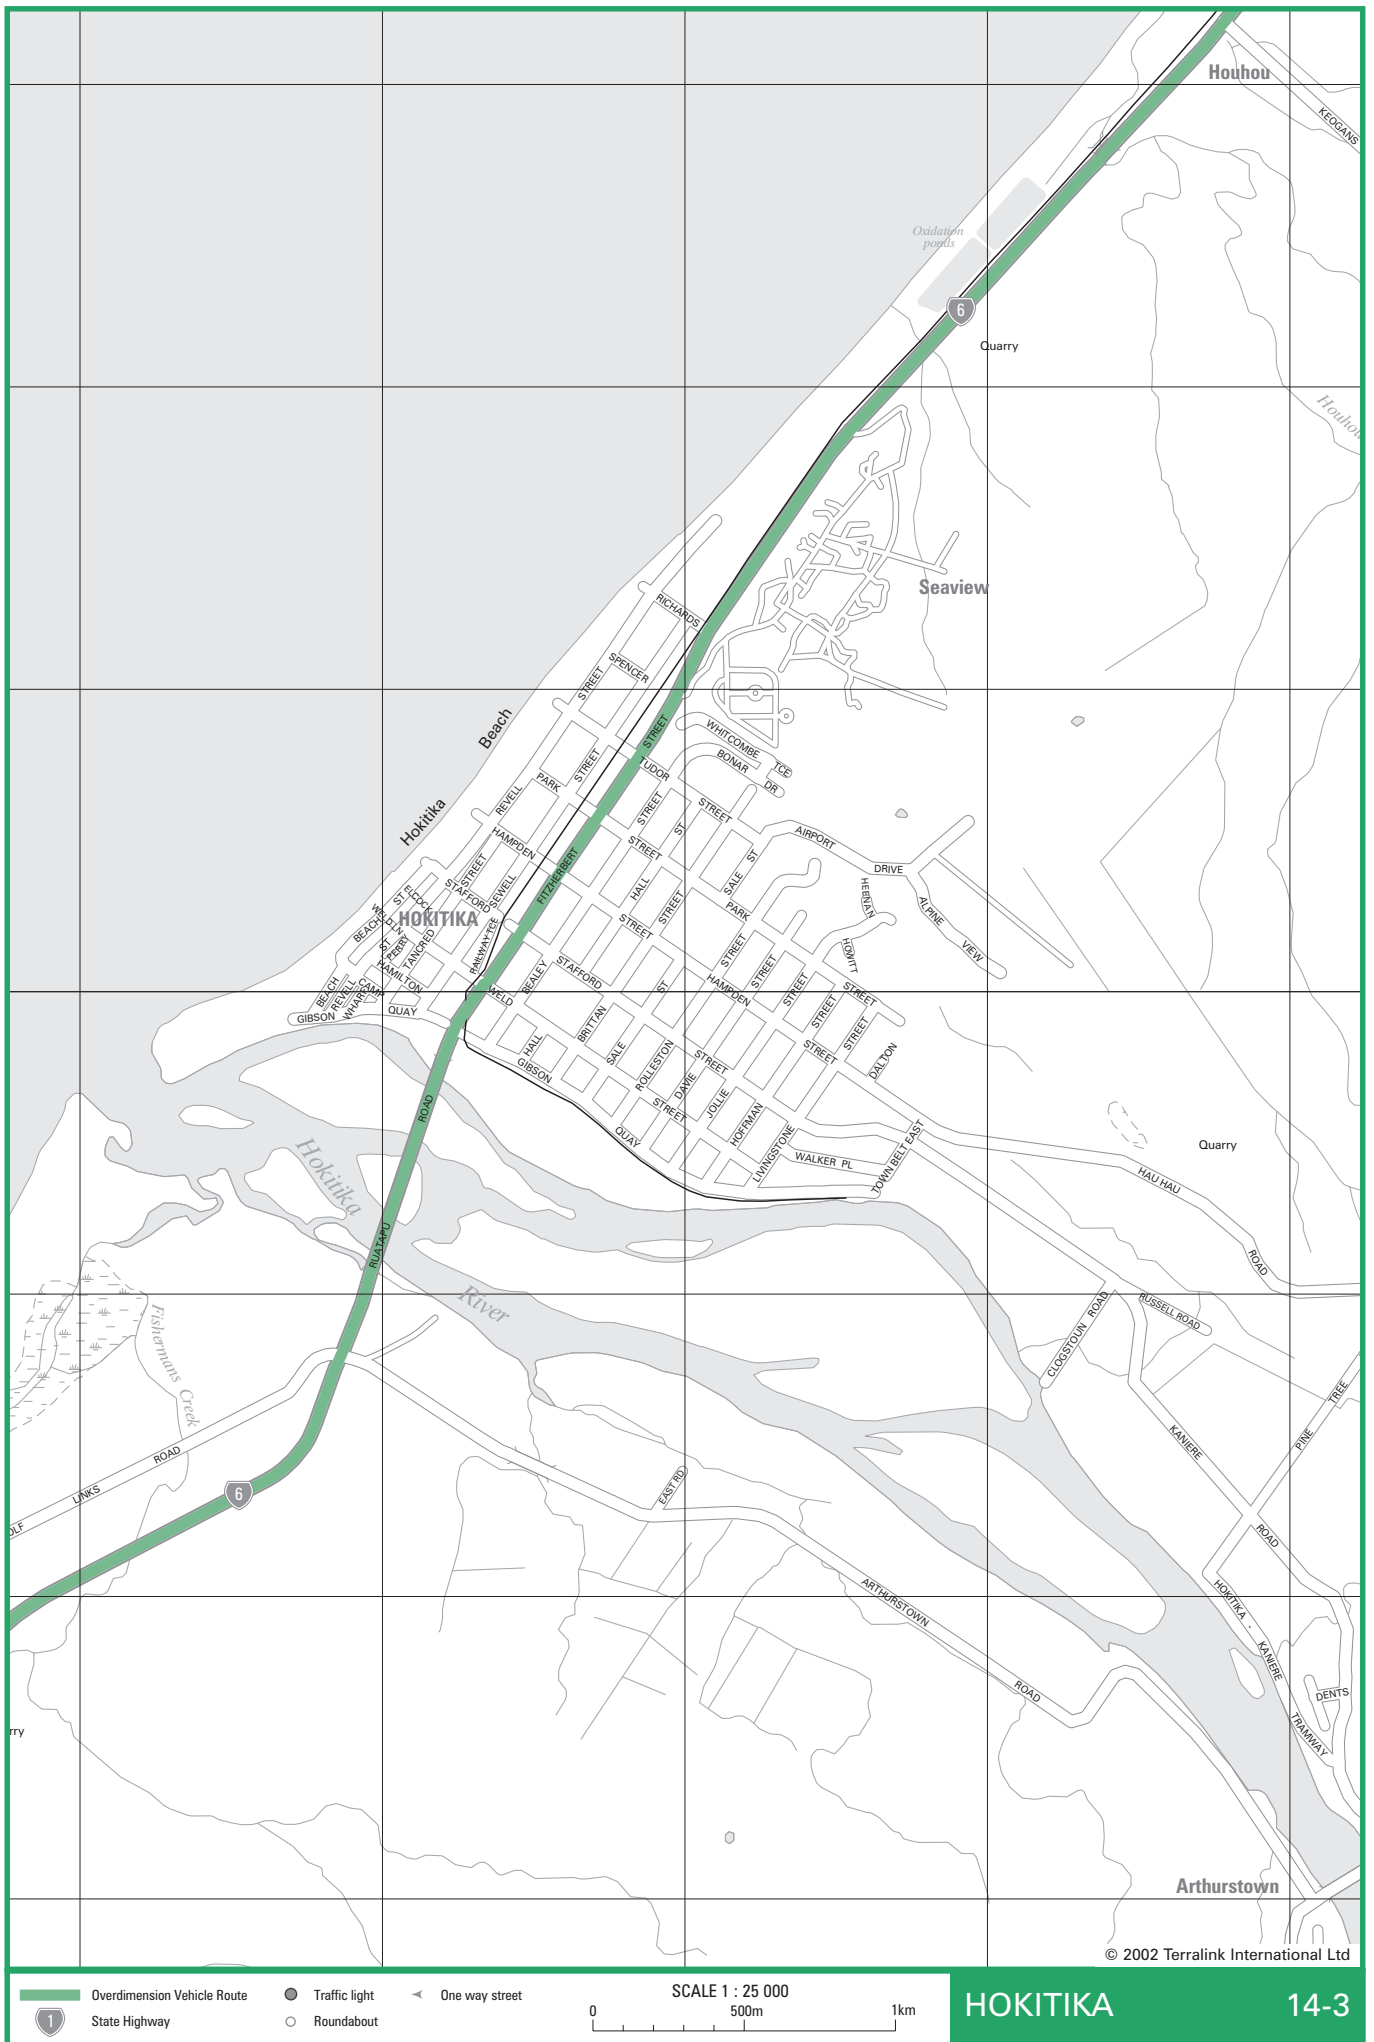 Houhou
KEOGANS
Oxidation
ponds
6
Quarry
Houhou
Seaview
RICHARDS
SPENCER
STREET
Beach
STREET
STREET
WHITCOMBE
TCE
BONAR
DR
TUDOR
STREET
PARK
REVELL
STREET
ST
Hokitika
HAMPDEN
STREET
AIRPORT
DRIVE
STREET
STAFFORD
SEWELL
FITZHERBERT
HALL
SALE
ST
HEENAN
ALPINE
VIEW
ELCOCK
ST
WELD LN
BEACH
HOKITIKA
STREET
STREET
PARK
ST
PERRY
TANCRED
RAILWAY TCE
STREET
HOWITT
HAMILTON
CAMP
BEACH
REVELL
WHARF
BEALEY
STAFFORD
STREET
STREET
STREET
STREET
GIBSON
QUAY
WELD
ST
HAMPDEN
STREET
STREET
BRITTAN
HALL
SALE
GIBSON
ROLLESTON
STREET
STREET
DALTON
DAVIE
JOLLIE
STREET
HOFFMAN
QUAY
LIVINGSTONE
WALKER PL
TOWN BELT EAST
Quarry
ROAD
Hokitika
HAU HAU
ROAD
RUATAPU
River
Fishermans Creek
CLOGSTOUN ROAD
RUSSELL ROAD
TREE
PINE
KANIERE
ROAD
LINKS
ROAD
OLF
6
EAST RD
ARTHURSTOWN
ROAD
HOKITIKA -
KANIERE
TRAMWAY
DENTS
rry
Arthurstown
© 2002 Terralink International Ltd
Overdimension Vehicle Route
Traffic light
One way street
1
State Highway
Roundabout
SCALE 1 : 25 000
0 500m 1km
HOKITIKA 14-3